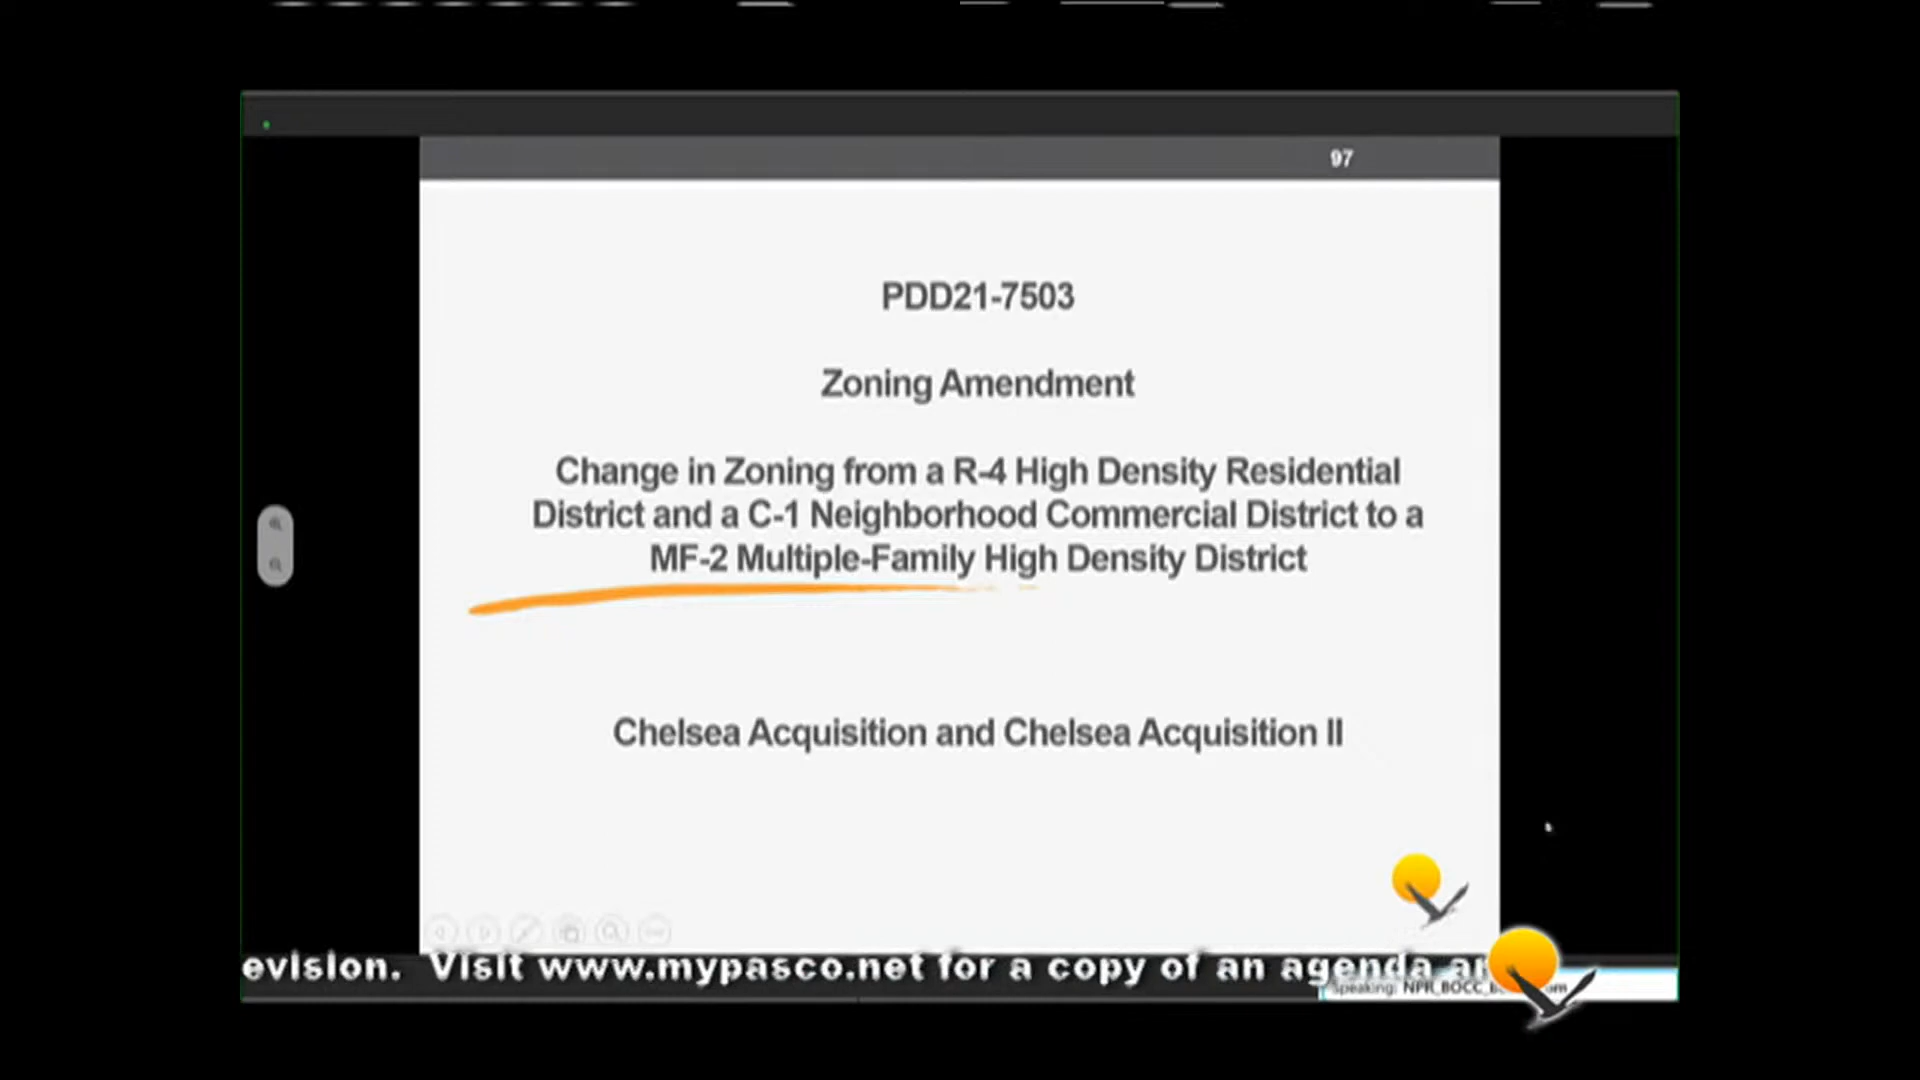 97
PDD21-7503
Zoning Amendment
Change in Zoning from a R-4 High Density Residential
District and a C-1 Neighborhood Commercial District to a
MF-2 Multiple-Family High Density District
Chelsea Acquisition and Chelsea Acquisition II
evision. Visit www.mypasco.net for a copy of an agenda
Speaking: NPR_BOCC